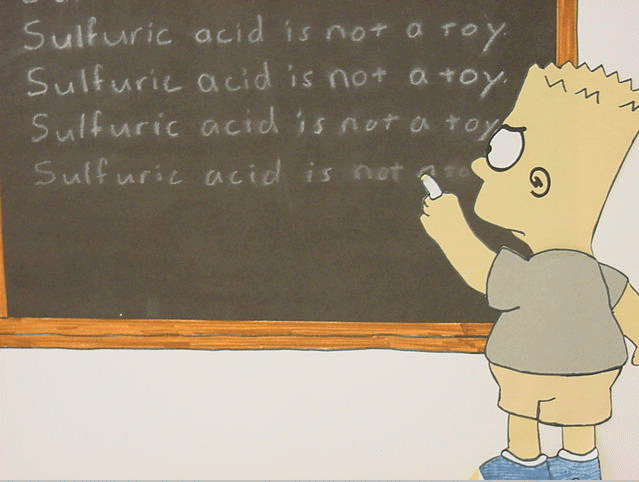 Sulfuric acid is not a toy.
Sulfuric acid is not a toy.
Sulfuric acid is not a toy
Sulfuric acid is not a to